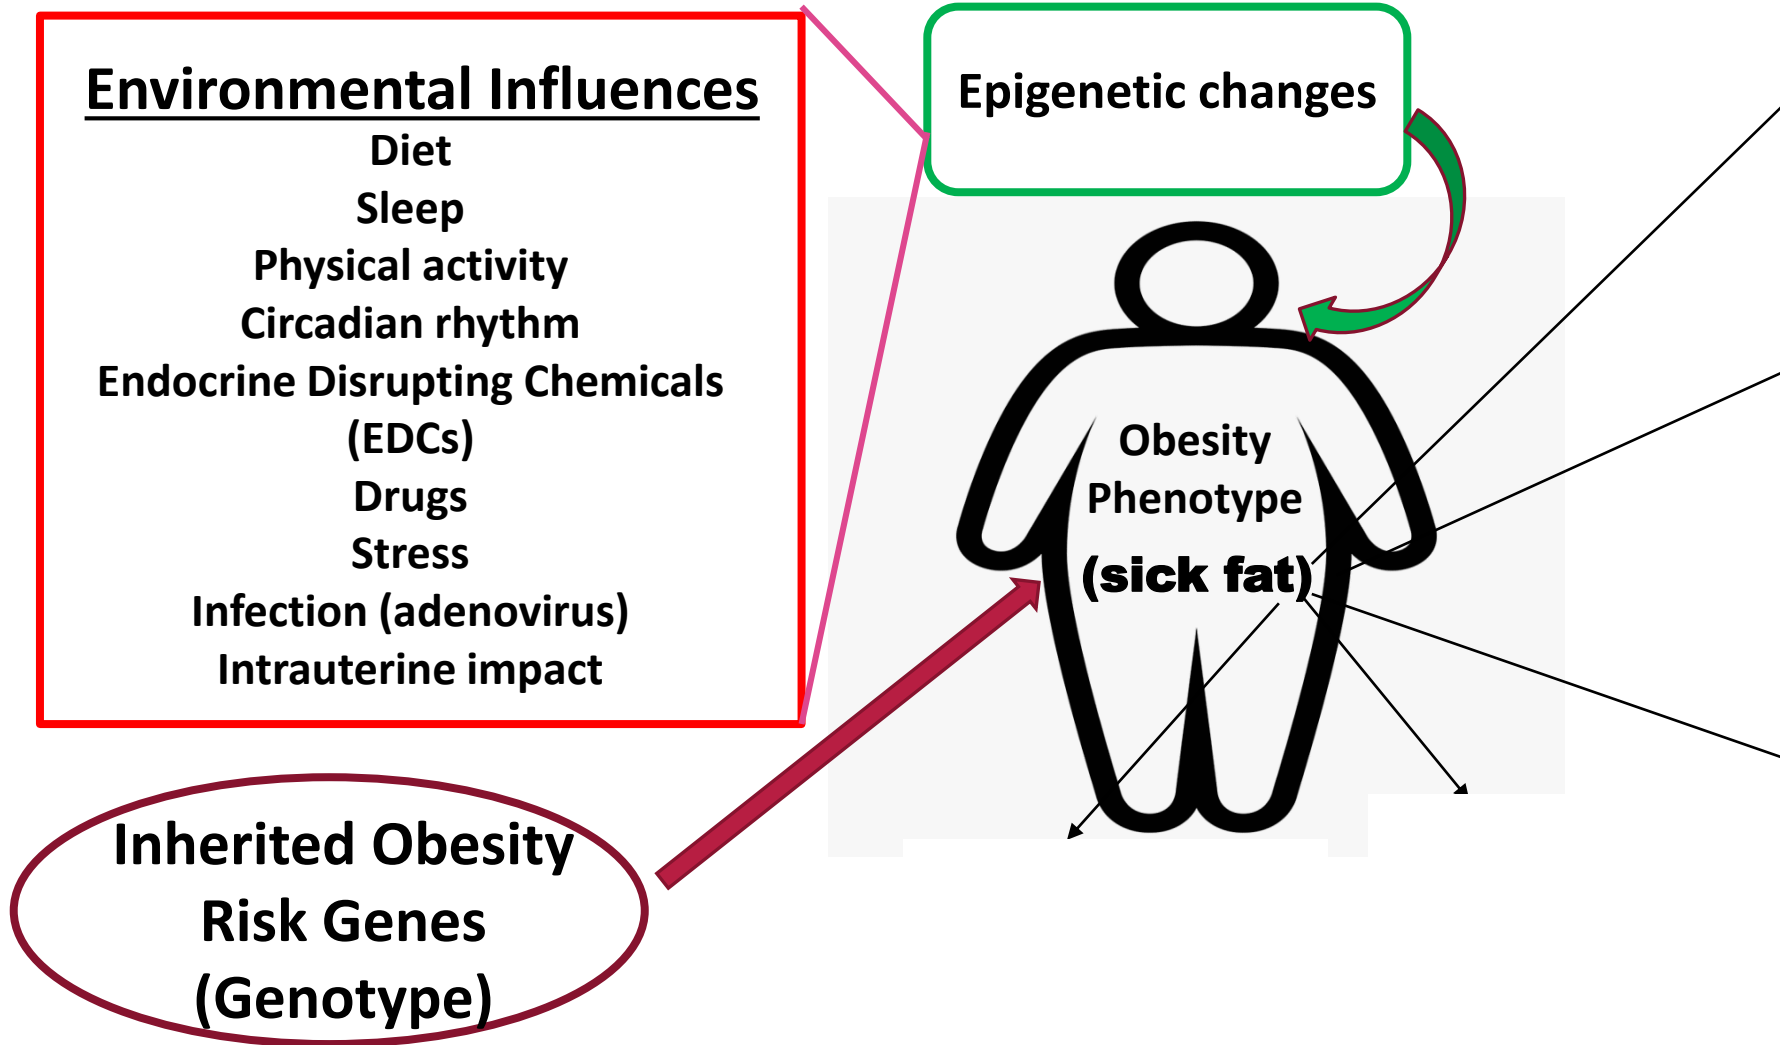 Environmental Influences
Diet
Sleep
Physical activity
Circadian rhythm
Endocrine Disrupting Chemicals
(EDCs)
Drugs
Stress
Infection (adenovirus)
Intrauterine impact
Epigenetic changes
Obesity
Phenotype
(sick fat)
Inherited Obesity
Risk Genes
(Genotype)